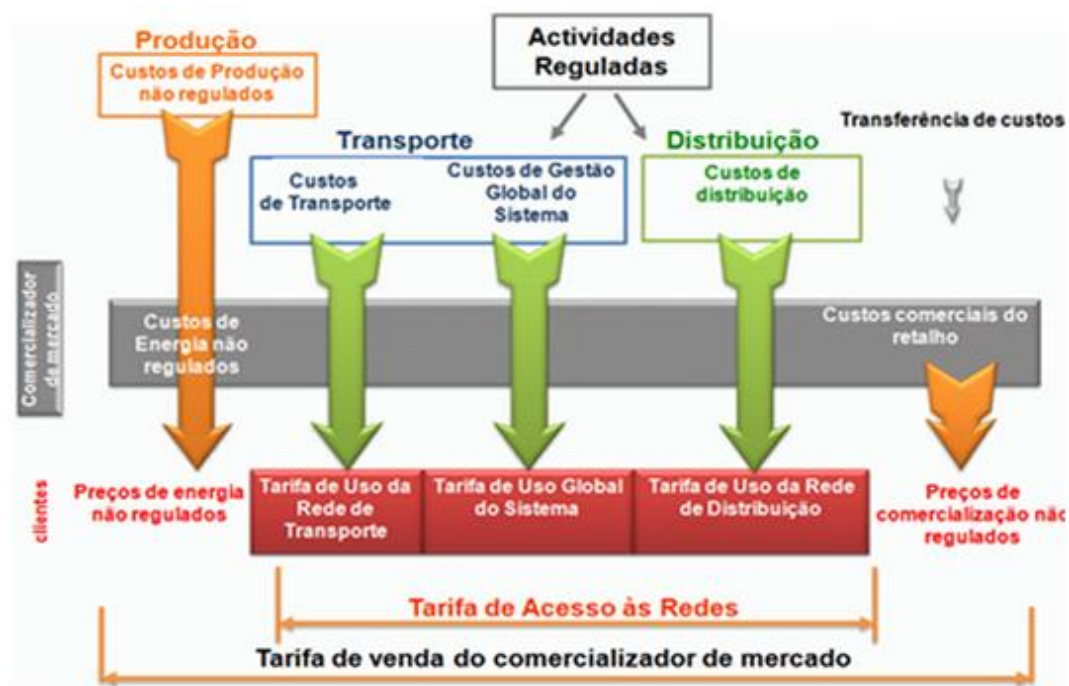 Produção
Custos de Produção
não regulados
Actividades
Reguladas
Transferência de custos
Transporte
Custos
de Transporte
Custos de Gestão
Global do
Sistema
Distribuição
Custos de
distribuição
Comercializador
de mercado
Custos de
Energia não
regulados
Custos comerciais do
retalho
clientes
Preços de energia
não regulados
Tarifa de Uso da
Rede de
Transporte
Tarifa de Uso Global
do Sistema
Tarifa de Uso da Rede
de Distribuição
Preços de
comercialização não
regulados
Tarifa de Acesso às Redes
Tarifa de venda do comercializador de mercado